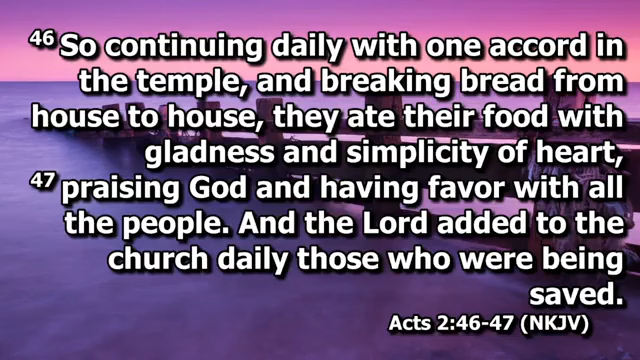 46 So continuing daily with one accord in
the temple, and breaking bread from
house to house, they ate their food with
gladness and simplicity of heart,
47 praising God and having favor with all
the people. And the Lord added to the
church daily those who were being
saved.
Acts 2:46-47 (NKJV)